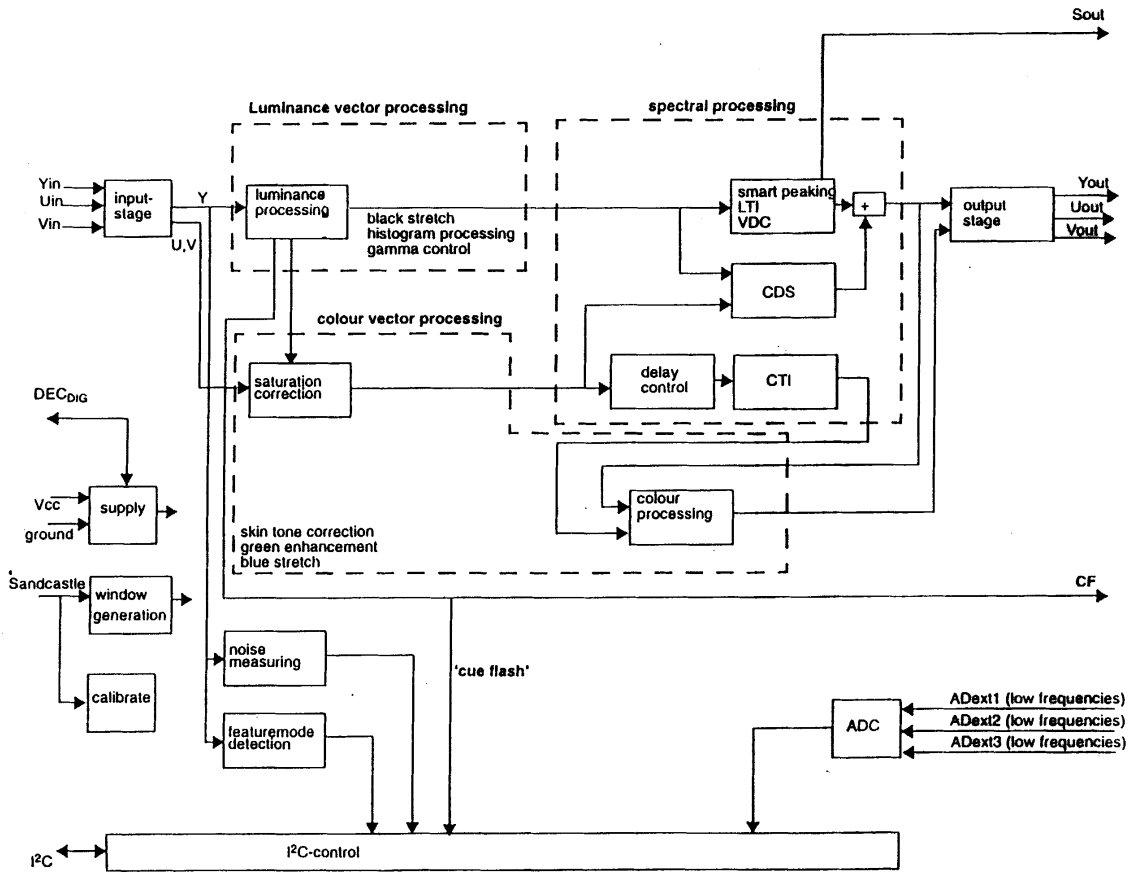 Sout
Luminance vector processing
spectral processing
Yin
Uin
Vin
input-
stage
Y
U,V
luminance
processing
black stretch
histogram processing
gamma control
smart peaking
LTI
VDC
+
output
stage
Yout
Uout
Vout
CDS
colour vector processing
saturation
correction
delay
control
CTI
DEC_DIG
Vcc
ground
supply
colour
processing
skin tone correction
green enhancement
blue stretch
Sandcastle
window
generation
CF
noise
measuring
'cue flash'
calibrate
featuremode
detection
ADC
ADext1 (low frequencies)
ADext2 (low frequencies)
ADext3 (low frequencies)
I²C
I²C-control